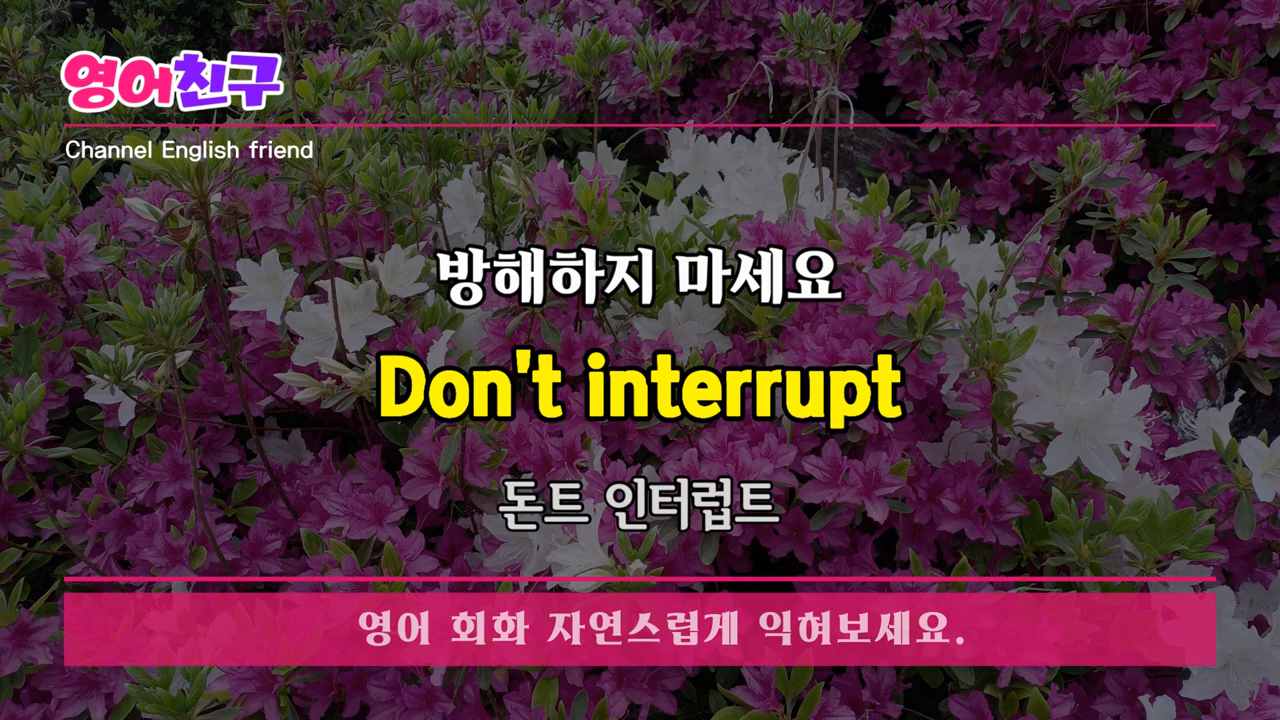 영어친구
Channel English friend
방해하지 마세요
Don't interrupt
돈트 인더럽트
영어 회화 자연스럽게 익혀보세요.